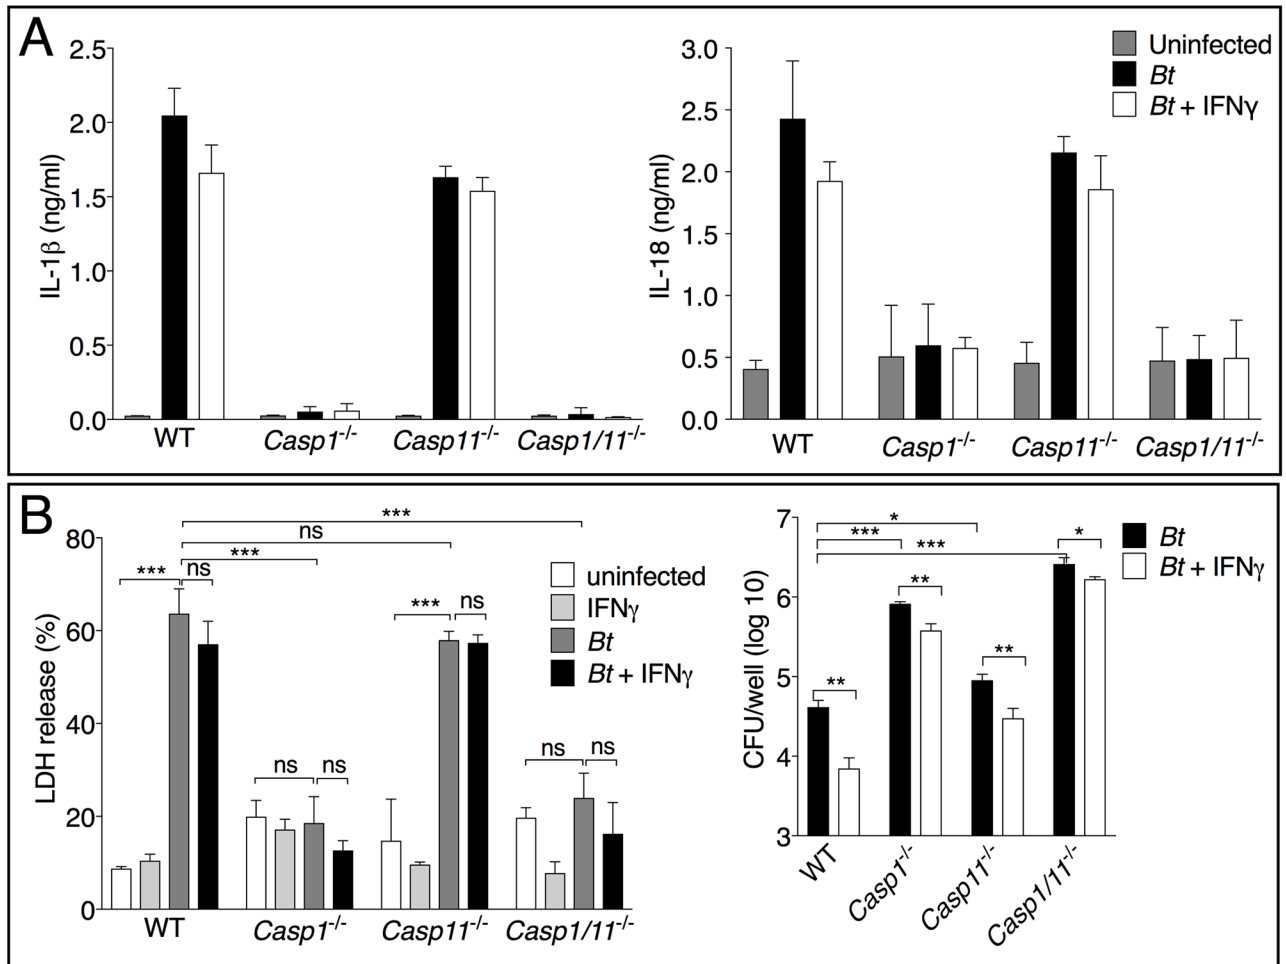 A
2.5
2.0
1.5
1.0
0.5
0.0
IL-1β (ng/ml)
WT
Casp1-/-
Casp11-/-
Casp1/11-/-
3.0
2.5
2.0
1.5
1.0
0.5
0.0
IL-18 (ng/ml)
WT
Casp1-/-
Casp11-/-
Casp1/11-/-
Uninfected
Bt
Bt + IFNγ
B
80
60
40
20
0
LDH release (%)
***
ns
***
*** ns
*** ns
ns ns
ns ns
WT
Casp1-/-
Casp11-/-
Casp1/11-/-
uninfected
IFNγ
Bt
Bt + IFNγ
7
6
5
4
3
CFU/well (log 10)
*
***
***
*
**
**
**
WT
Casp1-/-
Casp11-/-
Casp1/11-/-
Bt
Bt + IFNγ